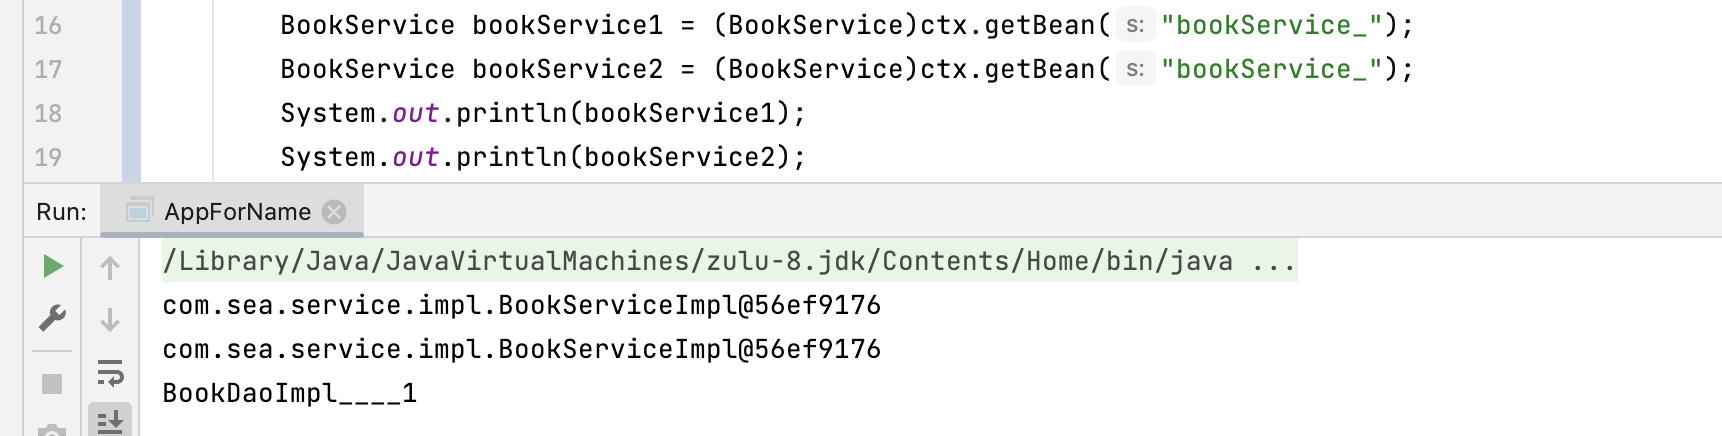 16 BookService bookService1 = (BookService)ctx.getBean( s: "bookService_");
17 BookService bookService2 = (BookService)ctx.getBean( s: "bookService_");
18 System.out.println(bookService1);
19 System.out.println(bookService2);
Run: AppForName
/Library/Java/JavaVirtualMachines/zulu-8.jdk/Contents/Home/bin/java ...
com.sea.service.impl.BookServiceImpl@56ef9176
com.sea.service.impl.BookServiceImpl@56ef9176
BookDaoImpl____1